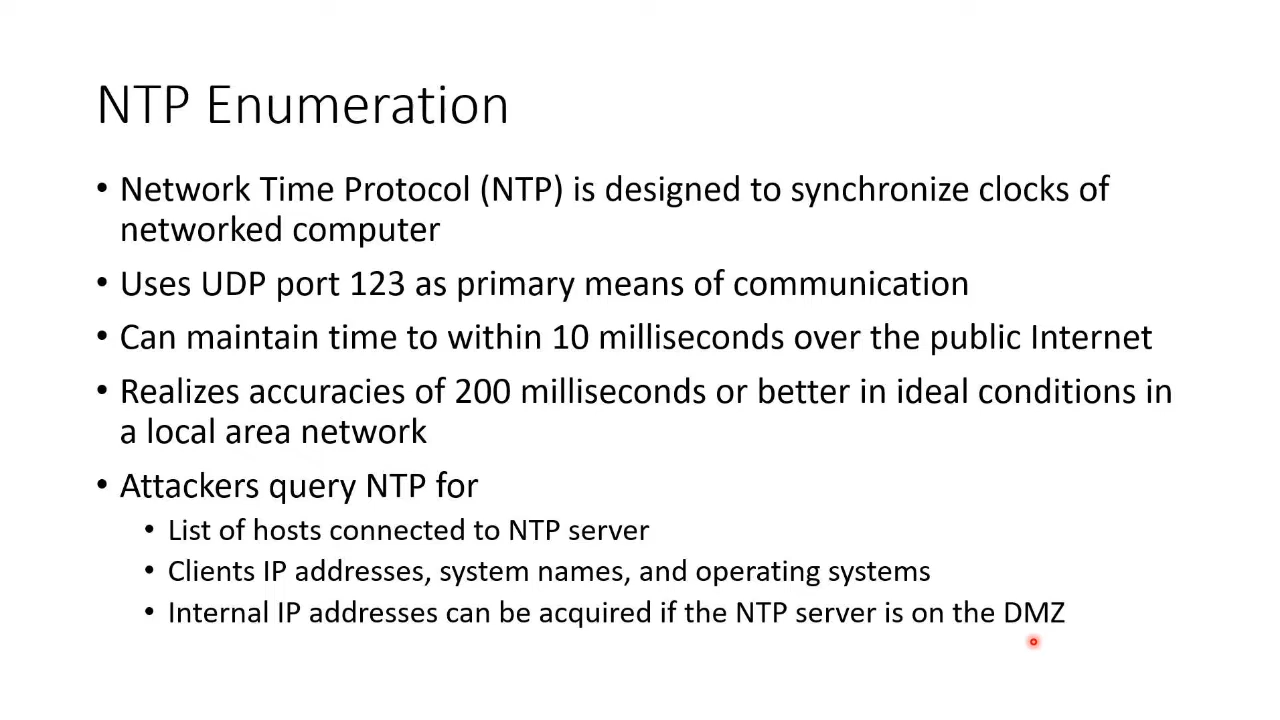 NTP Enumeration
• Network Time Protocol (NTP) is designed to synchronize clocks of
networked computer
• Uses UDP port 123 as primary means of communication
• Can maintain time to within 10 milliseconds over the public Internet
• Realizes accuracies of 200 milliseconds or better in ideal conditions in
a local area network
• Attackers query NTP for
• List of hosts connected to NTP server
• Clients IP addresses, system names, and operating systems
• Internal IP addresses can be acquired if the NTP server is on the DMZ